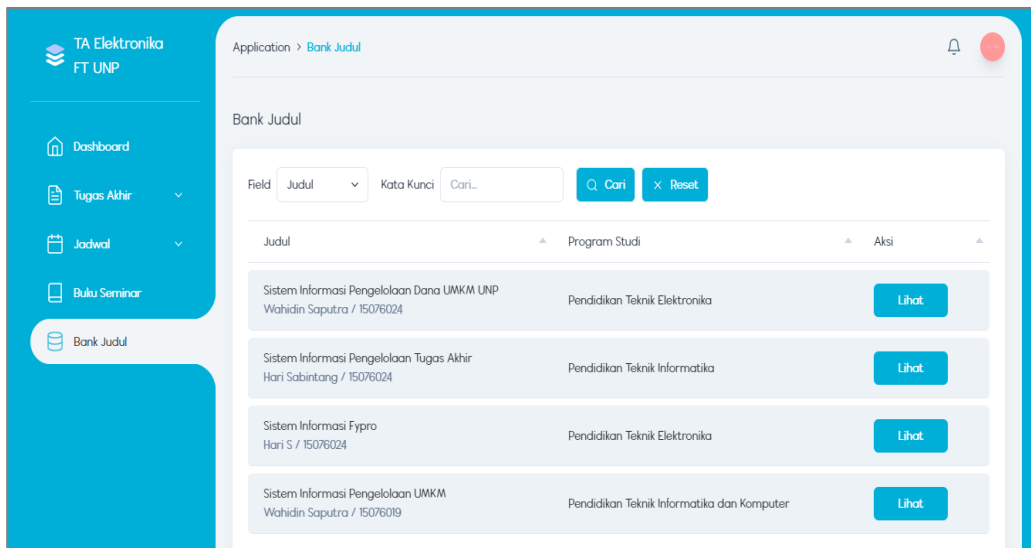 TA Elektronika
FT UNP
Dashboard
Tugas Akhir
Jadwal
Buku Seminar
Bank Judul
Application > Bank Judul
Bank Judul
Field Judul Kata Kunci Cari... Cari × Reset
Judul Program Studi Aksi
Sistem Informasi Pengelolaan Dana UMKM UNP
Wahidin Saputra / 15076024
Pendidikan Teknik Elektronika
Lihat
Sistem Informasi Pengelolaan Tugas Akhir
Hari Sabintang / 15076024
Pendidikan Teknik Informatika
Lihat
Sistem Informasi Fypro
Hari S / 15076024
Pendidikan Teknik Elektronika
Lihat
Sistem Informasi Pengelolaan UMKM
Wahidin Saputra / 15076019
Pendidikan Teknik Informatika dan Komputer
Lihat